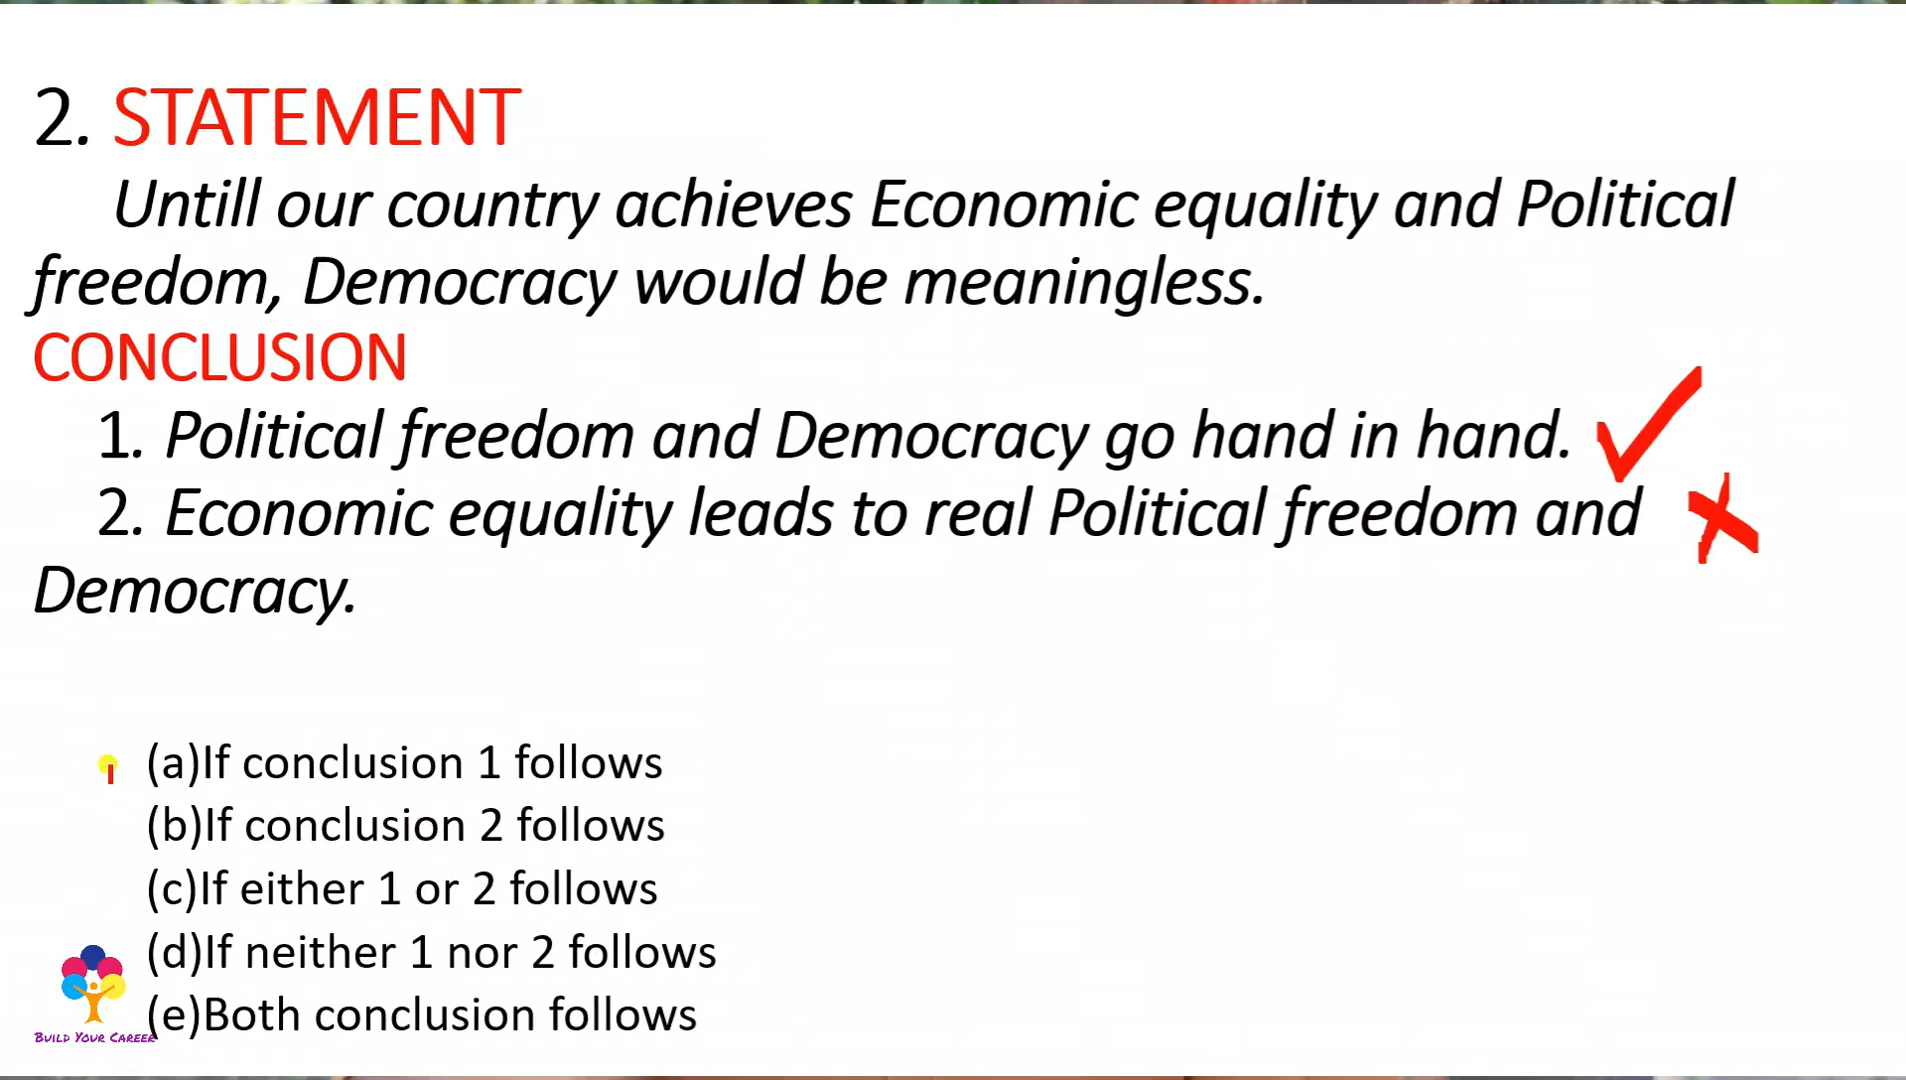 2. STATEMENT
Untill our country achieves Economic equality and Political
freedom, Democracy would be meaningless.
CONCLUSION
1. Political freedom and Democracy go hand in hand.
2. Economic equality leads to real Political freedom and
Democracy.
(a)If conclusion 1 follows
(b)If conclusion 2 follows
(c)If either 1 or 2 follows
(d)If neither 1 nor 2 follows
(e)Both conclusion follows
BUILD YOUR CAREER